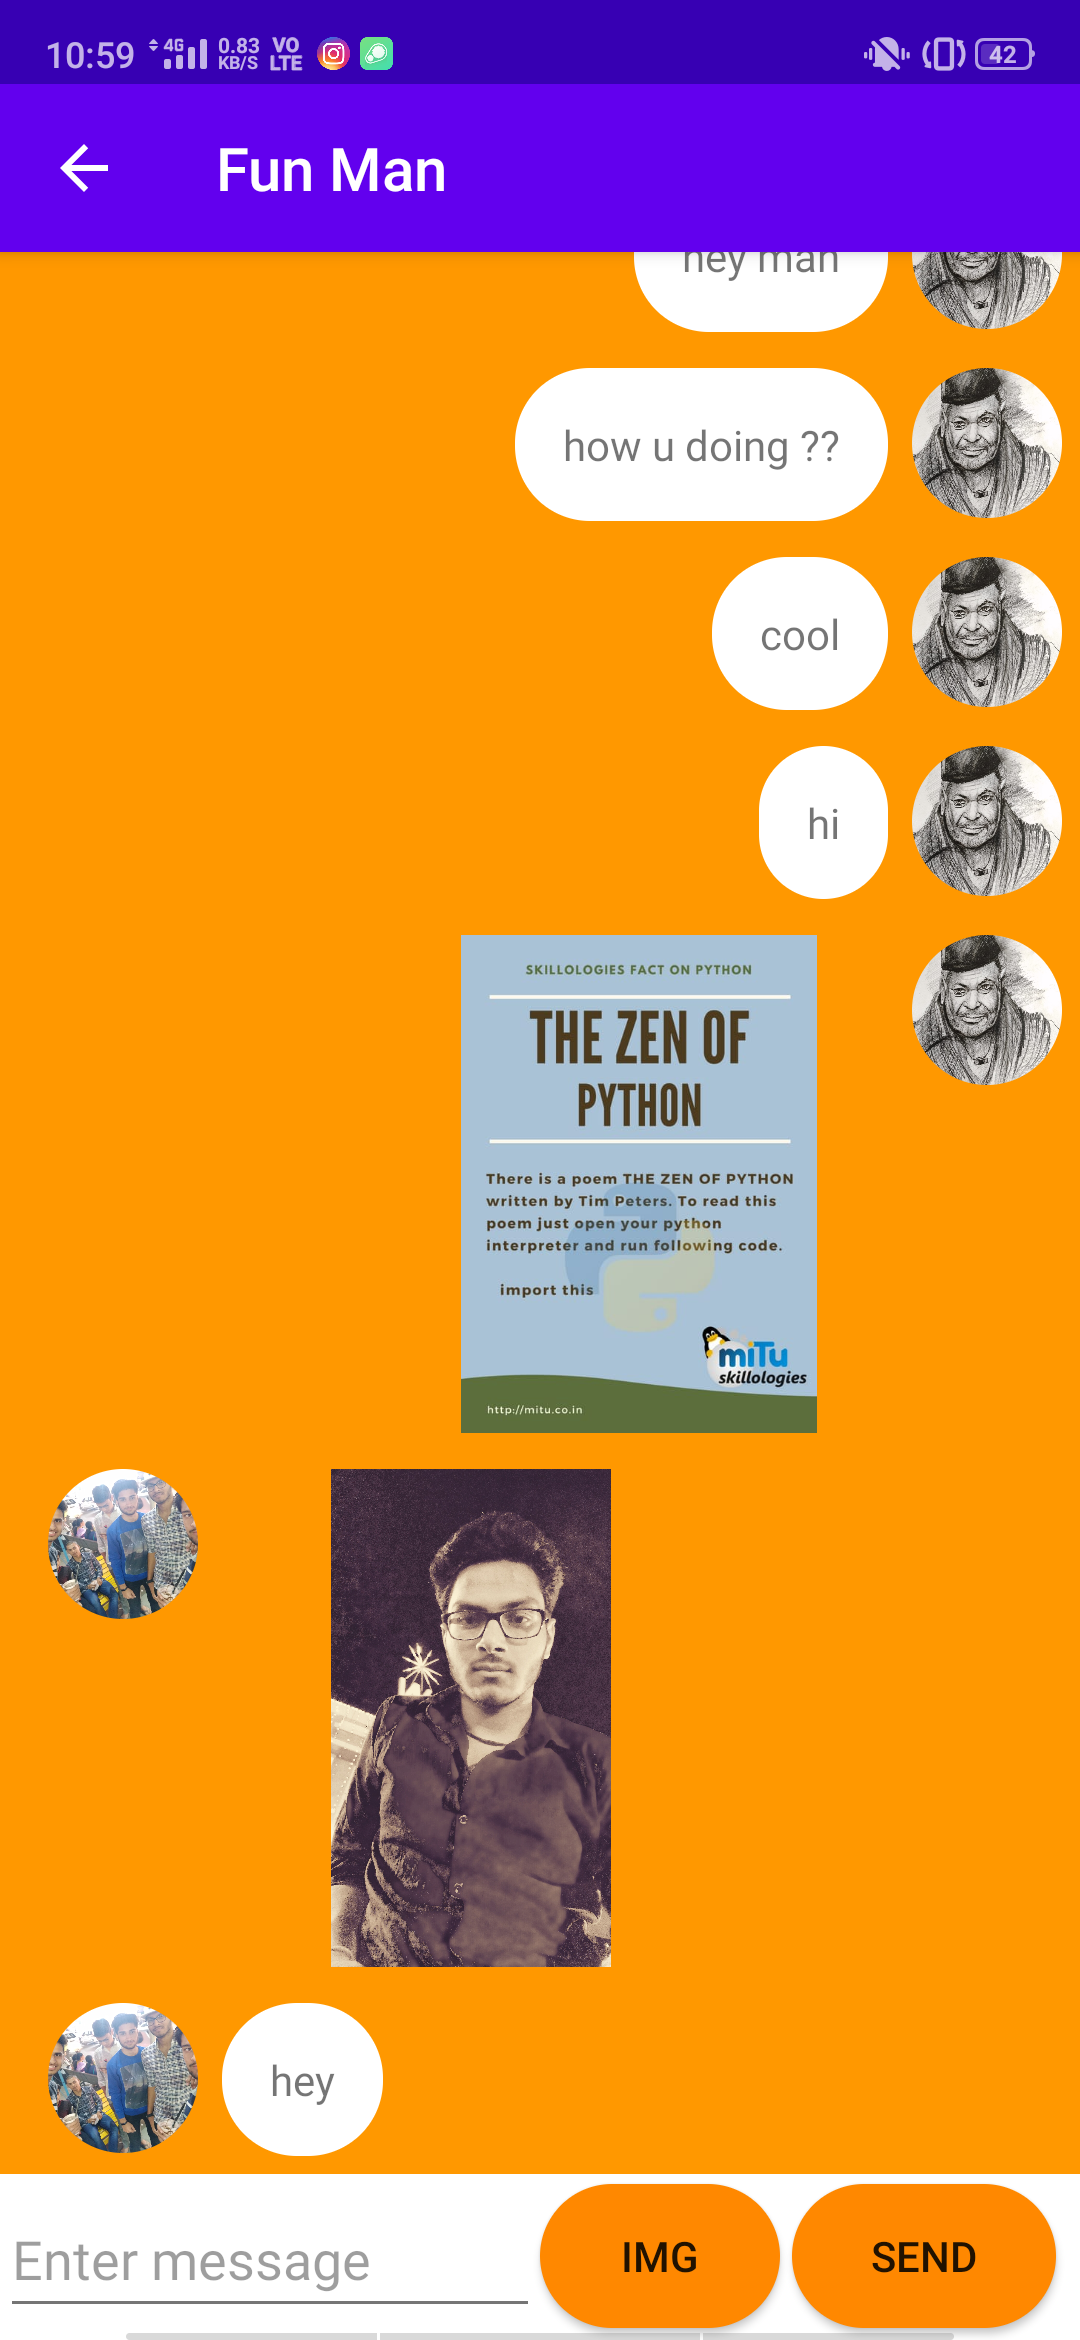 10:59 4G 0.83 KB/S VO LTE 42
Fun Man
hey man
how u doing ??
cool
hi
SKILLOLOGIES FACT ON PYTHON
THE ZEN OF
PYTHON
There is a poem THE ZEN OF PYTHON
written by Tim Peters. To read this
poem just open your python
interpreter and run following code.
import this
miTu
skillologies
http://mitu.co.in
hey
Enter message
IMG
SEND